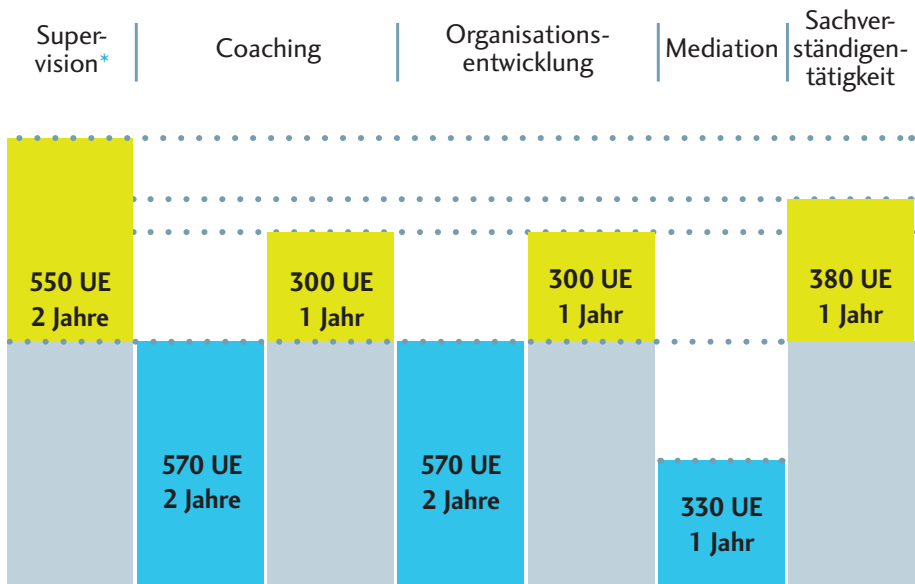 Super-
vision*
Coaching
Organisations-
entwicklung
Mediation
Sachver-
ständigen-
tätigkeit
550 UE
2 Jahre
300 UE
1 Jahr
300 UE
1 Jahr
380 UE
1 Jahr
570 UE
2 Jahre
570 UE
2 Jahre
330 UE
1 Jahr